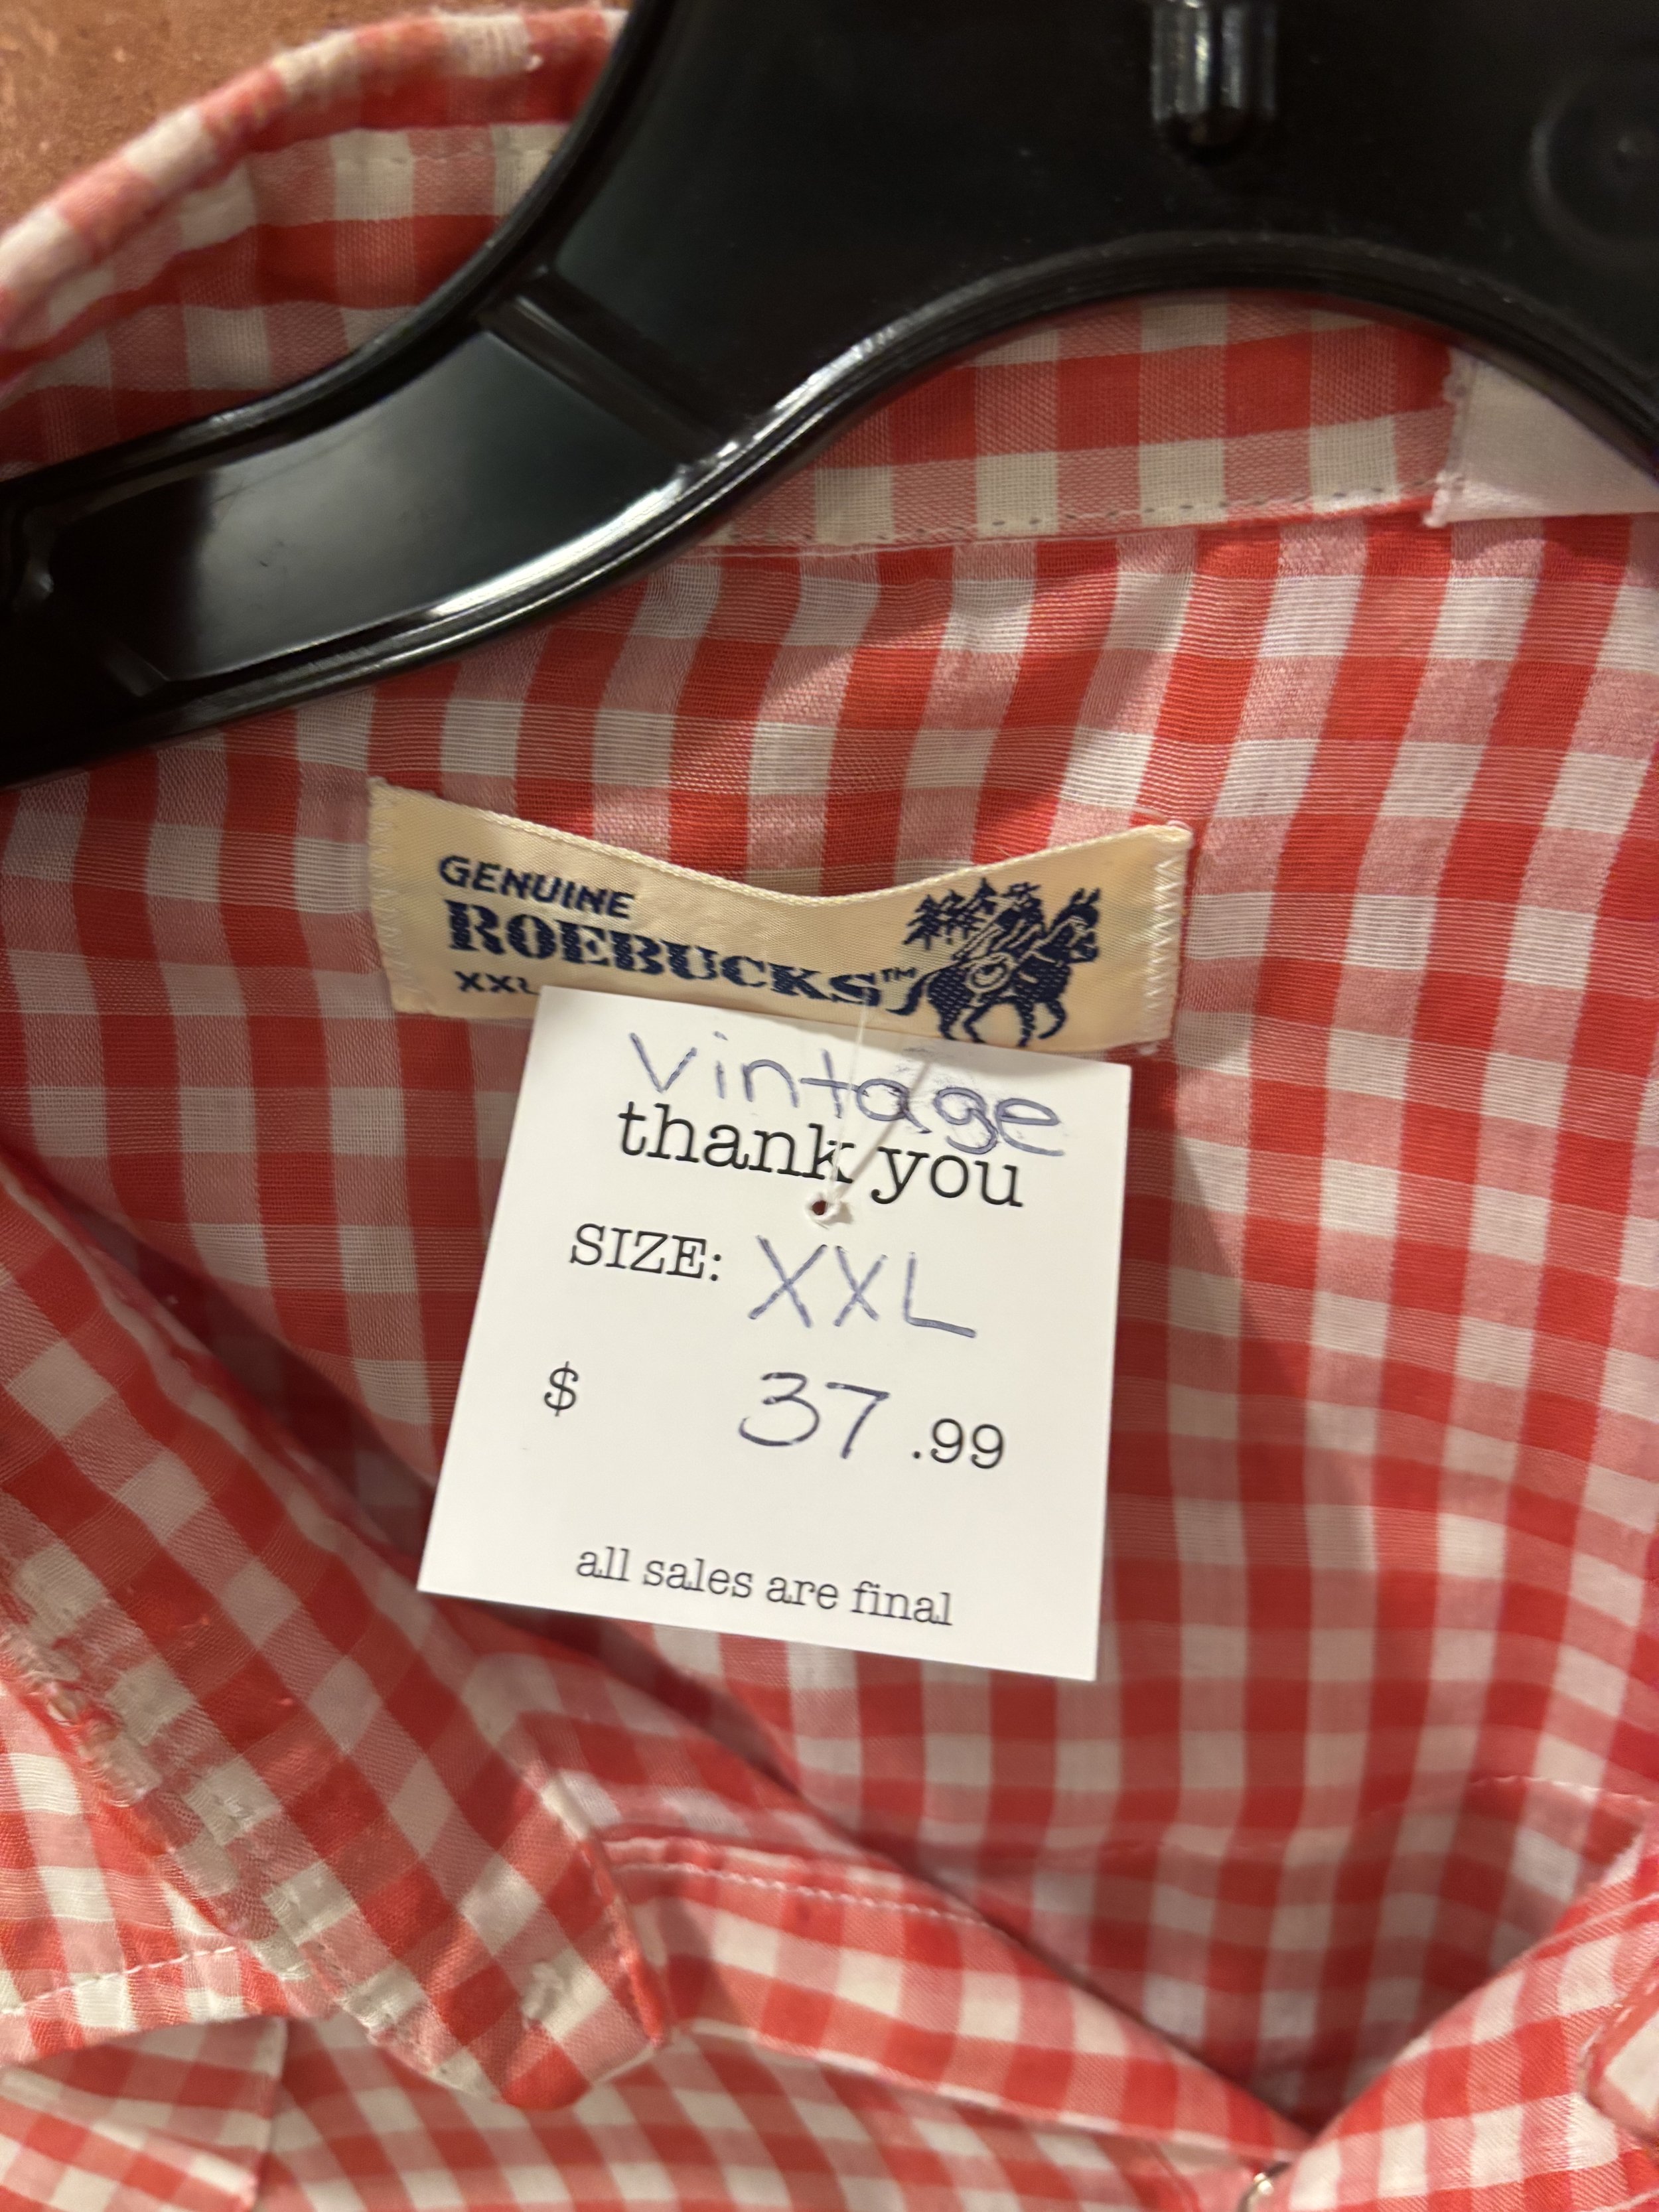 GENUINE
ROEBUCKS™
XXL
vintage
thank you
SIZE: XXL
$ 37.99
all sales are final